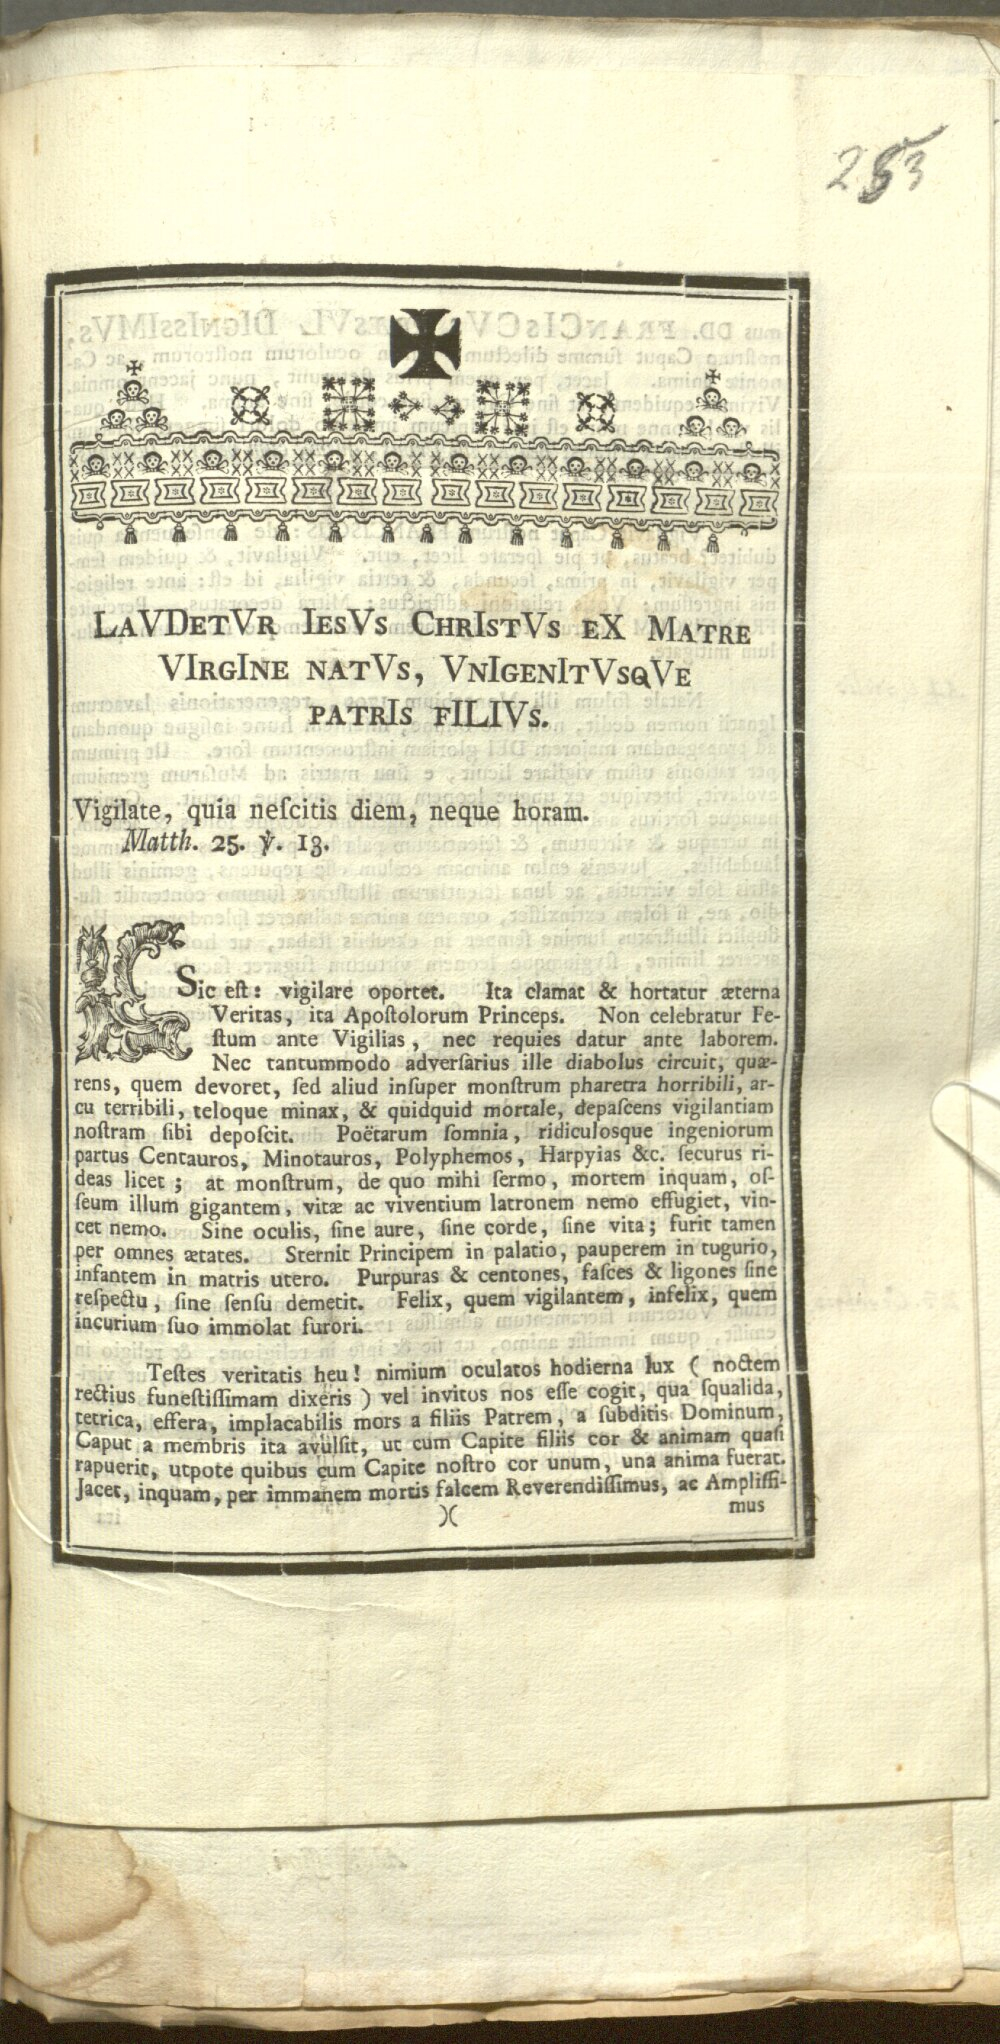 253
LAVDETVR IESVS CHRISTVS EX MATRE
VIRGINE NATVS, VNIGENITVSQVE
PATRIS FILIVS.
Vigilate, quia neſcitis diem, neque horam.
Matth. 25. ℣. 13.
Sic eſt: vigilare oportet. Ita clamat & hortatur æterna
Veritas, ita Apoſtolorum Princeps. Non celebratur Fe-
ſtum ante Vigilias, nec requies datur ante laborem.
Nec tantummodo adverſarius ille diabolus circuit, quæ-
rens, quem devoret, ſed aliud inſuper monſtrum pharetra horribili, ar-
cu terribili, teloque minax, & quidquid mortale, depaſcens vigilantiam
noſtram ſibi depoſcit. Poëtarum ſomnia, ridiculosque ingeniorum
partus Centauros, Minotauros, Polyphemos, Harpyias &c. ſecurus ri-
deas licet; at monſtrum, de quo mihi ſermo, mortem inquam, oſ-
ſeum illum gigantem, vitæ ac viventium latronem nemo effugiet, vin-
cet nemo. Sine oculis, ſine aure, ſine corde, ſine vita; furit tamen
per omnes ætates. Sternit Principem in palatio, pauperem in tugurio,
infantem in matris utero. Purpuras & centones, faſces & ligones ſine
reſpectu, ſine ſenſu demetit. Felix, quem vigilantem, infelix, quem
incurium ſuo immolat furori.
Teſtes veritatis heu! nimium oculatos hodierna lux ( noctem
rectius funeſtiſſimam dixeris ) vel invitos nos eſſe cogit, qua ſqualida,
tetrica, effera, implacabilis mors a filiis Patrem, a ſubditis Dominum,
Caput a membris ita avulſit, ut cum Capite filiis cor & animam quaſi
rapuerit, utpote quibus cum Capite noſtro cor unum, una anima fuerat.
Jacet, inquam, per immanem mortis falcem Reverendiſſimus, ac Ampliſſi-
)( mus